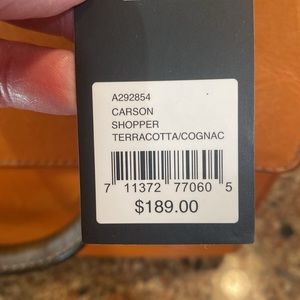 A292854
CARSON
SHOPPER
TERRACOTTA/COGNAC
7 11372 77060 5
$189.00